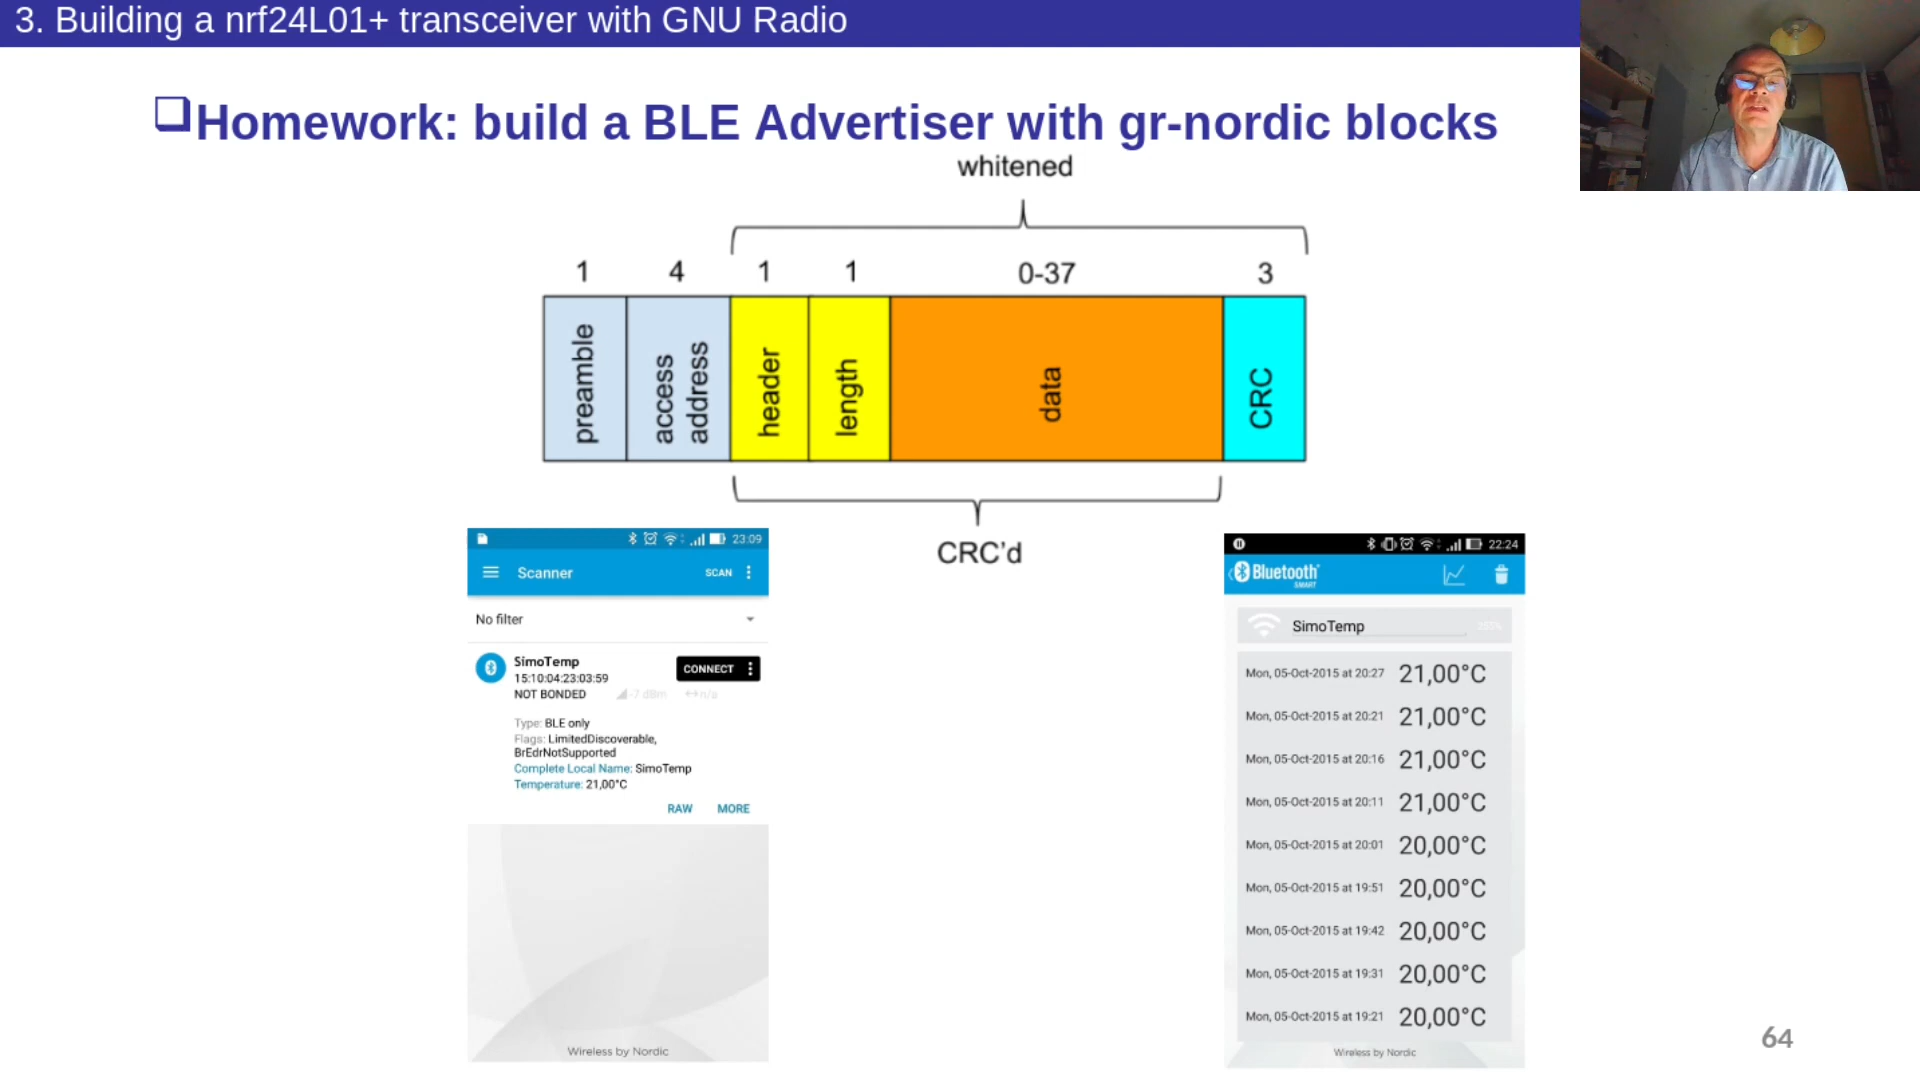 3. Building a nrf24L01+ transceiver with GNU Radio
Homework: build a BLE Advertiser with gr-nordic blocks
whitened
1 4 1 1 0-37 3
preamble
access
address
header
length
data
CRC
CRC'd
23:09
Scanner SCAN
No filter
SimoTemp
15:10:04:23:03:59
NOT BONDED -7 dBm n/a
CONNECT
Type: BLE only
Flags: LimitedDiscoverable,
BrEdrNotSupported
Complete Local Name: SimoTemp
Temperature: 21,00°C
RAW MORE
Wireless by Nordic
22:24
Bluetooth
SMART
SimoTemp
Mon, 05-Oct-2015 at 20:27 21,00°C
Mon, 05-Oct-2015 at 20:21 21,00°C
Mon, 05-Oct-2015 at 20:16 21,00°C
Mon, 05-Oct-2015 at 20:11 21,00°C
Mon, 05-Oct-2015 at 20:01 20,00°C
Mon, 05-Oct-2015 at 19:51 20,00°C
Mon, 05-Oct-2015 at 19:42 20,00°C
Mon, 05-Oct-2015 at 19:31 20,00°C
Mon, 05-Oct-2015 at 19:21 20,00°C
Wireless by Nordic
64